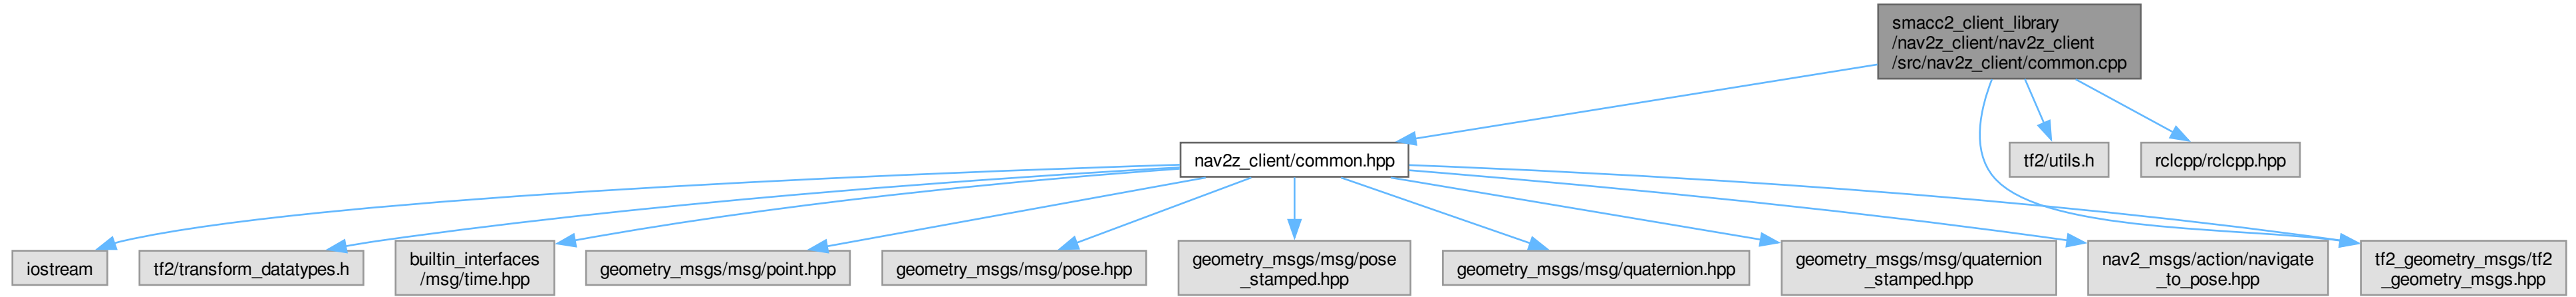 smacc2_client_library
/nav2z_client/nav2z_client
/src/nav2z_client/common.cpp
nav2z_client/common.hpp
tf2/utils.h
rclcpp/rclcpp.hpp
iostream
tf2/transform_datatypes.h
builtin_interfaces
/msg/time.hpp
geometry_msgs/msg/point.hpp
geometry_msgs/msg/pose.hpp
geometry_msgs/msg/pose
_stamped.hpp
geometry_msgs/msg/quaternion.hpp
geometry_msgs/msg/quaternion
_stamped.hpp
nav2_msgs/action/navigate
_to_pose.hpp
tf2_geometry_msgs/tf2
_geometry_msgs.hpp